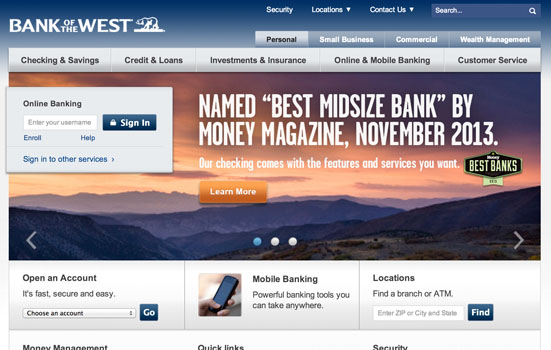 Security Locations ▼ Contact Us ▼ Search...
BANK OF THE WEST
Personal Small Business Commercial Wealth Management
Checking & Savings Credit & Loans Investments & Insurance Online & Mobile Banking Customer Service
Online Banking
Enter your username Sign In
Enroll Help
Sign in to other services ›
NAMED “BEST MIDSIZE BANK” BY
MONEY MAGAZINE, NOVEMBER 2013.
Our checking comes with the features and services you want.
Money
BEST BANKS
Learn More
Open an Account
It's fast, secure and easy.
Choose an account Go
Mobile Banking
Powerful banking tools you
can take anywhere.
Locations
Find a branch or ATM.
Enter ZIP or City and State Find
Money Management Quick links Security